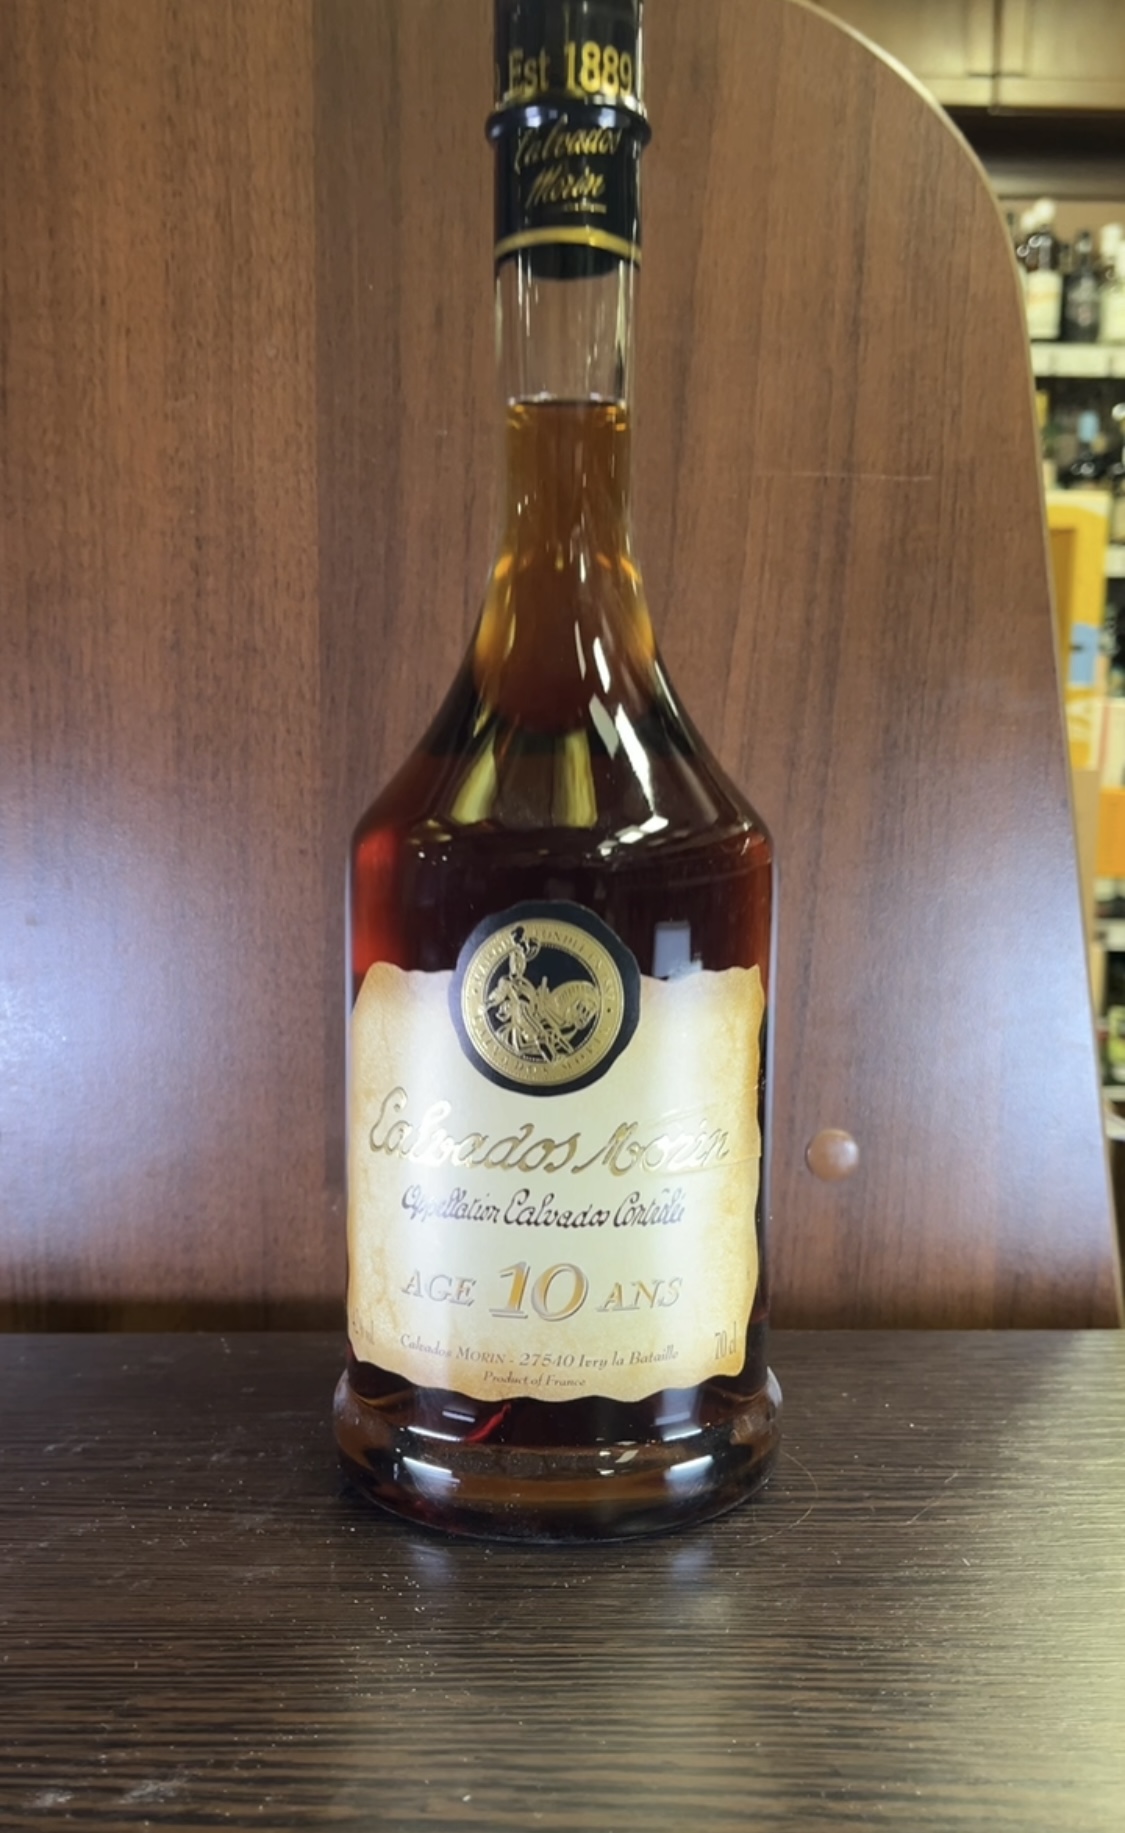 Est 1889
Calvados
Morin
Calvados Morin
Appellation Calvados Contrôlée
AGE 10 ANS
70 cl
Calvados MORIN - 27540 Ivry la Bataille
Product of France